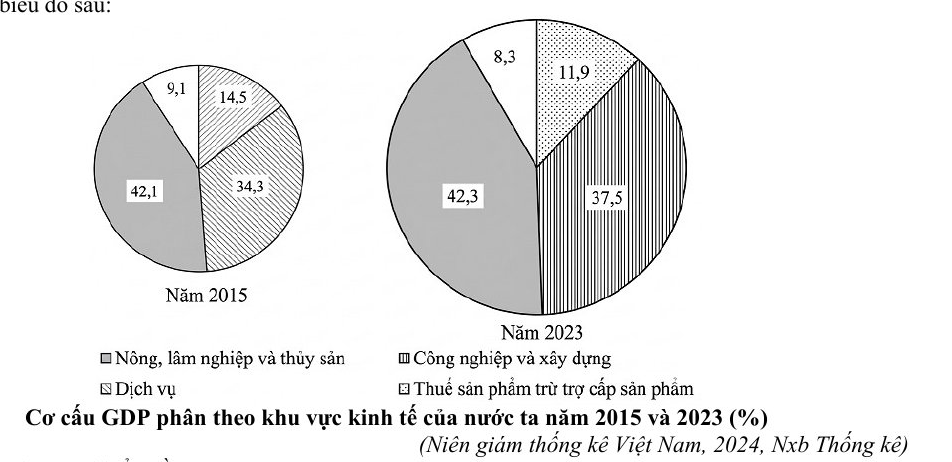 biểu đồ sau:
9,1
14,5
42,1
34,3
Năm 2015
8,3
11,9
42,3
37,5
Năm 2023
Nông, lâm nghiệp và thủy sản
Công nghiệp và xây dựng
Dịch vụ
Thuế sản phẩm trừ trợ cấp sản phẩm
Cơ cấu GDP phân theo khu vực kinh tế của nước ta năm 2015 và 2023 (%)
(Niên giám thống kê Việt Nam, 2024, Nxb Thống kê)